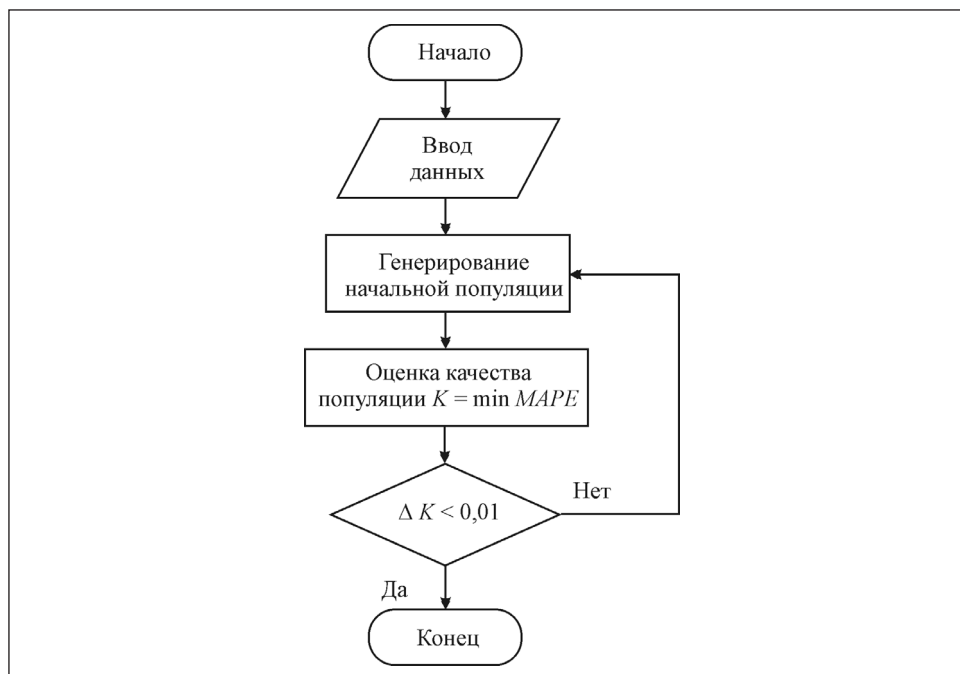 Начало
Ввод
данных
Генерирование
начальной популяции
Оценка качества
популяции K = min MAPE
Δ K < 0,01
Нет
Да
Конец